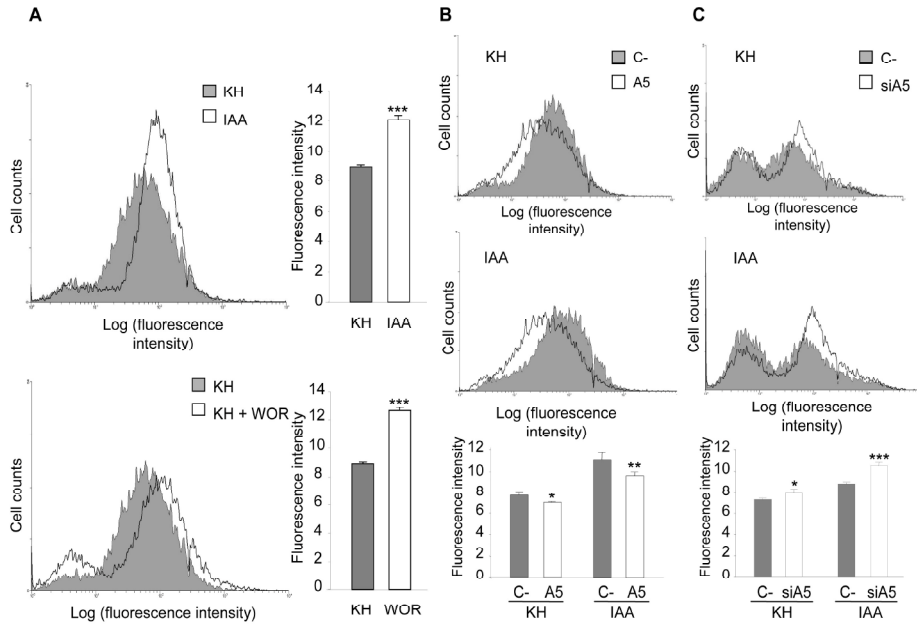 A
KH
IAA
Cell counts
Log (fluorescence
intensity)
Fluorescence intensity
14
12
10
8
6
4
2
0
***
KH IAA
KH
KH + WOR
Cell counts
Log (fluorescence intensity)
Fluorescence intensity
14
12
10
8
6
4
2
0
***
KH WOR
B
KH
C-
A5
Cell counts
Log (fluorescence
intensity)
IAA
Cell counts
Log (fluorescence
intensity)
Fluorescence intensity
12
10
8
6
4
2
0
*
**
C- A5 C- A5
KH IAA
C
KH
C-
siA5
Cell counts
Log (fluorescence
intensity)
IAA
Cell counts
Log (fluorescence
intensity)
Fluorescence intensity
12
10
8
6
4
2
0
*
***
C- siA5 C- siA5
KH IAA